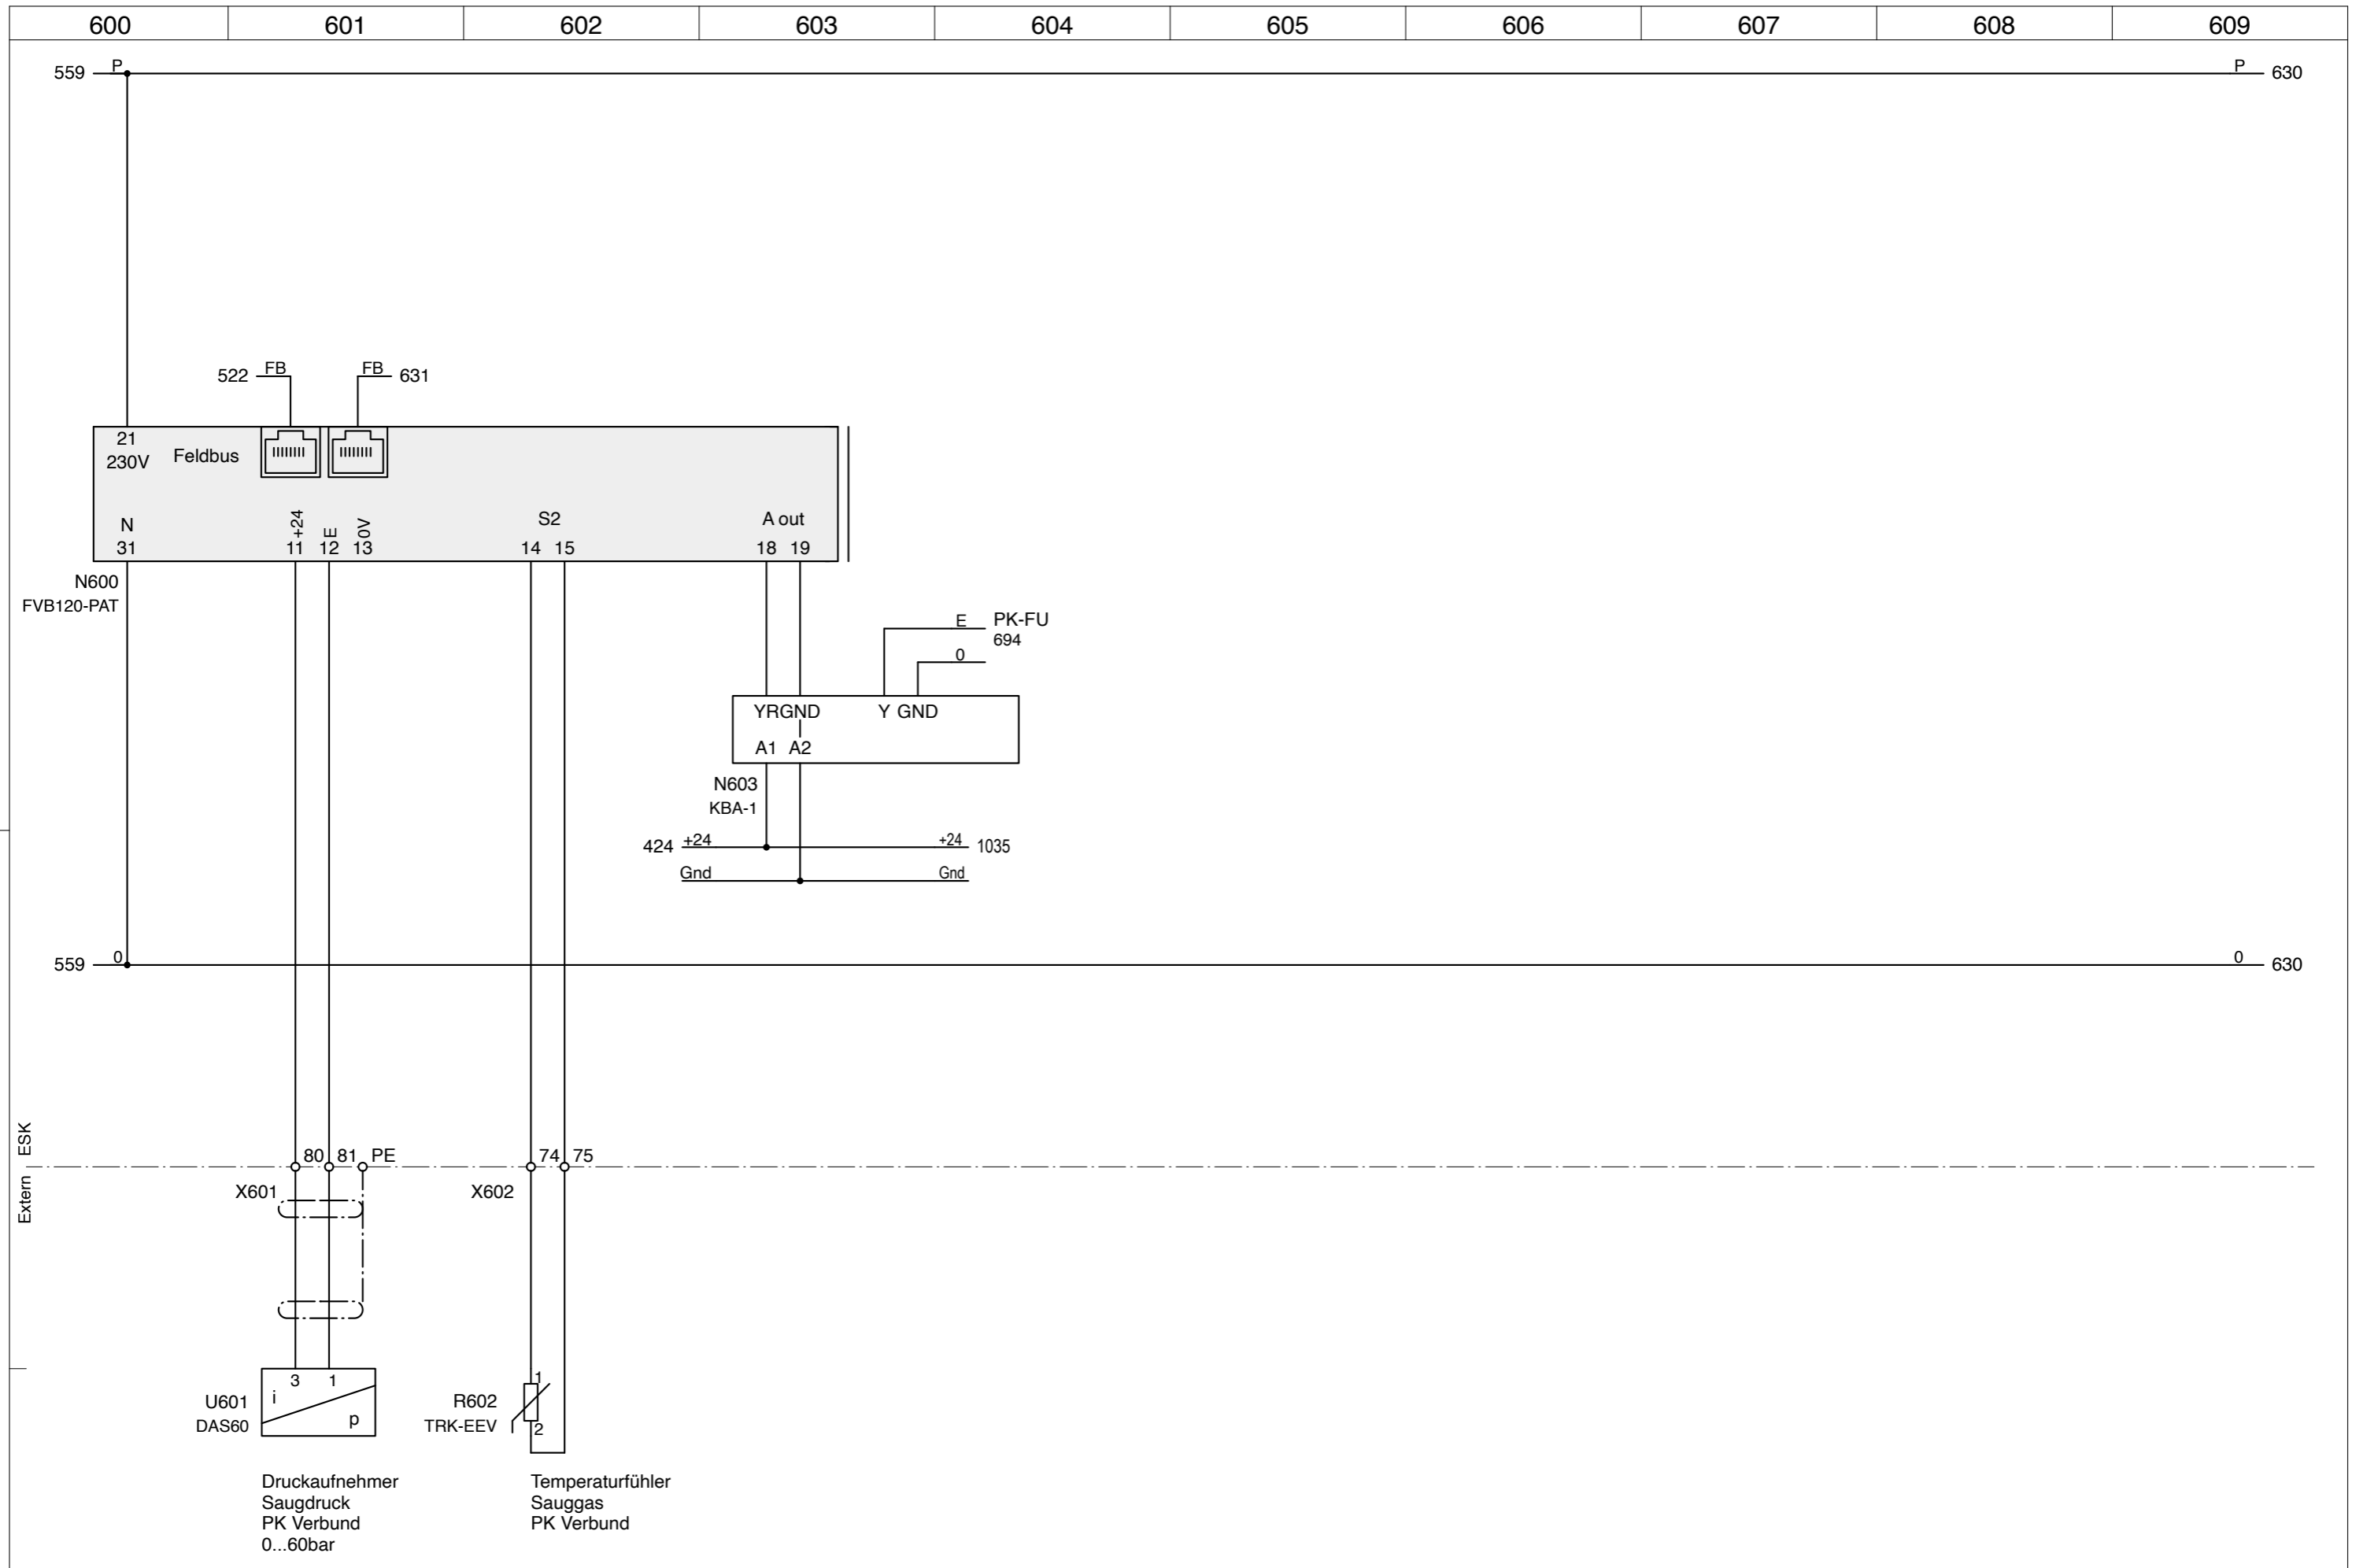 600 601 602 603 604 605 606 607 608 609
559 P P 630
522 FB FB 631
21
230V Feldbus
N +24 E 0V S2 A out
31 11 12 13 14 15 18 19
N600
FVB120-PAT
E PK-FU
694
0
YRGND Y GND
A1 A2
N603
KBA-1
424 +24 +24 1035
Gnd Gnd
559 0 0 630
ESK
80 81 PE 74 75
Extern
X601 X602
3 1 1
i
U601 R602
p
DAS60 TRK-EEV 2
Druckaufnehmer
Saugdruck
PK Verbund
0...60bar
Temperaturfühler
Sauggas
PK Verbund